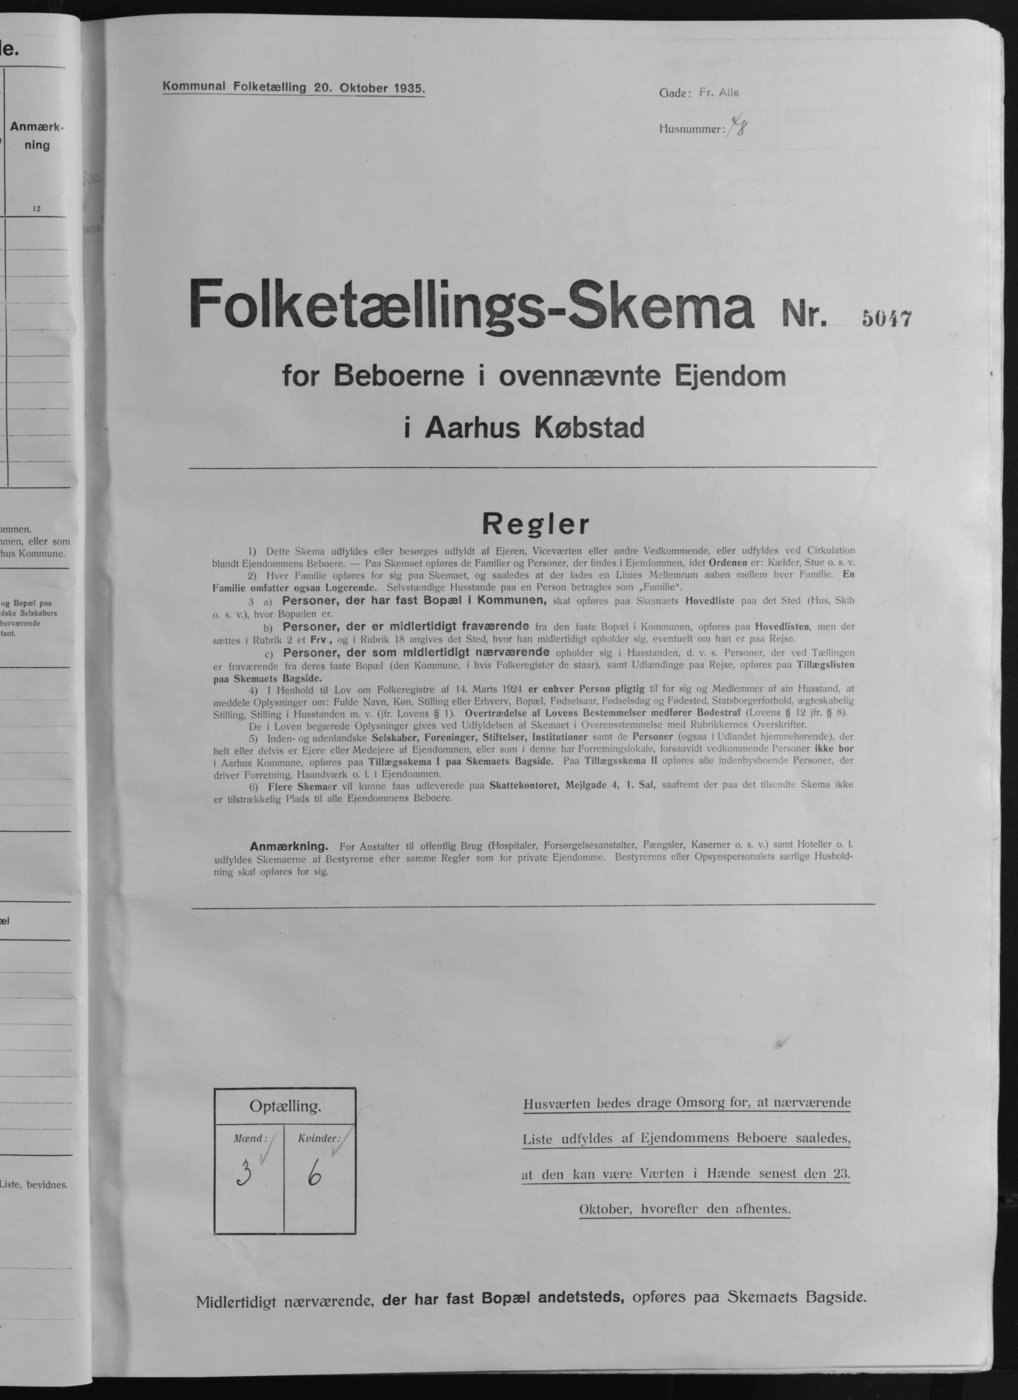 le.
Anmærk-
ning
12
ommen.
mmen, eller som
hus Kommune.
og Bopæl paa
dske Selskabers
herværende
tant.
æl
Liste, bevidnes.
Kommunal Folketælling 20. Oktober 1935.
Gade: Fr. Alle
Husnummer: 48
Folketællings-Skema Nr. 5047
for Beboerne i ovennævnte Ejendom
i Aarhus Købstad
Regler
1) Dette Skema udfyldes eller besørges udfyldt af Ejeren, Viceværten eller andre Vedkommende, eller udfyldes ved Cirkulation
blandt Ejendommens Beboere. — Paa Skemaet opføres de Familier og Personer, der findes i Ejendommen, idet Ordenen er: Kælder, Stue o. s. v.
2) Hver Familie opføres for sig paa Skemaet, og saaledes at der lades en Linies Mellemrum aaben mellem hver Familie. En
Familie omfatter ogsaa Logerende. Selvstændige Husstande paa en Person betragtes som „Familie“.
3 a) Personer, der har fast Bopæl i Kommunen, skal opføres paa Skemaets Hovedliste paa det Sted (Hus, Skib
o. s. v.), hvor Bopælen er.
b) Personer, der er midlertidigt fraværende fra den faste Bopæl i Kommunen, opføres paa Hovedlisten, men der
sættes i Rubrik 2 et Frv, og i Rubrik 18 angives det Sted, hvor han midlertidigt opholder sig, eventuelt om han er paa Rejse.
c) Personer, der som midlertidigt nærværende opholder sig i Husstanden, d. v. s. Personer, der ved Tællingen
er fraværende fra deres faste Bopæl (den Kommune, i hvis Folkeregister de staar), samt Udlændinge paa Rejse, opføres paa Tillægslisten
paa Skemaets Bagside.
4) I Henhold til Lov om Folkeregistre af 14. Marts 1924 er enhver Person pligtig til for sig og Medlemmer af sin Husstand, at
meddele Oplysninger om: Fulde Navn, Køn, Stilling eller Erhverv, Bopæl, Fødselsaar, Fødselsdag og Fødested, Statsborgerforhold, ægteskabelig
Stilling, Stilling i Husstanden m. v. (jfr. Lovens § 1). Overtrædelse af Lovens Bestemmelser medfører Bødestraf (Lovens § 12 jfr. § 8).
De i Loven begærede Oplysninger gives ved Udfyldelsen af Skemaet i Overensstemmelse med Rubrikkernes Overskrifter.
5) Inden- og udenlandske Selskaber, Foreninger, Stiftelser, Institutioner samt de Personer (ogsaa i Udlandet hjemmehørende), der
helt eller delvis er Ejere eller Medejere af Ejendommen, eller som i denne har Forretningslokale, forsaavidt vedkommende Personer ikke bor
i Aarhus Kommune, opføres paa Tillægsskema I paa Skemaets Bagside. Paa Tillægsskema II opføres alle indenbysboende Personer, der
driver Forretning, Haandværk o. l. i Ejendommen.
6) Flere Skemaer vil kunne faas udleverede paa Skattekontoret, Mejlgade 4, 1. Sal, saafremt der paa det tilsendte Skema ikke
er tilstrækkelig Plads til alle Ejendommens Beboere.
Anmærkning. For Anstalter til offentlig Brug (Hospitaler, Forsørgelsesanstalter, Fængsler, Kaserner o. s. v.) samt Hoteller o. l.
udfyldes Skemaerne af Bestyrerne efter samme Regler som for private Ejendomme. Bestyrerens eller Opsynspersonalets særlige Hushold-
ning skal opføres for sig.
Optælling.
Mænd: Kvinder:
3 6
Husværten bedes drage Omsorg for, at nærværende
Liste udfyldes af Ejendommens Beboere saaledes,
at den kan være Værten i Hænde senest den 23.
Oktober, hvorefter den afhentes.
Midlertidigt nærværende, der har fast Bopæl andetsteds, opføres paa Skemaets Bagside.